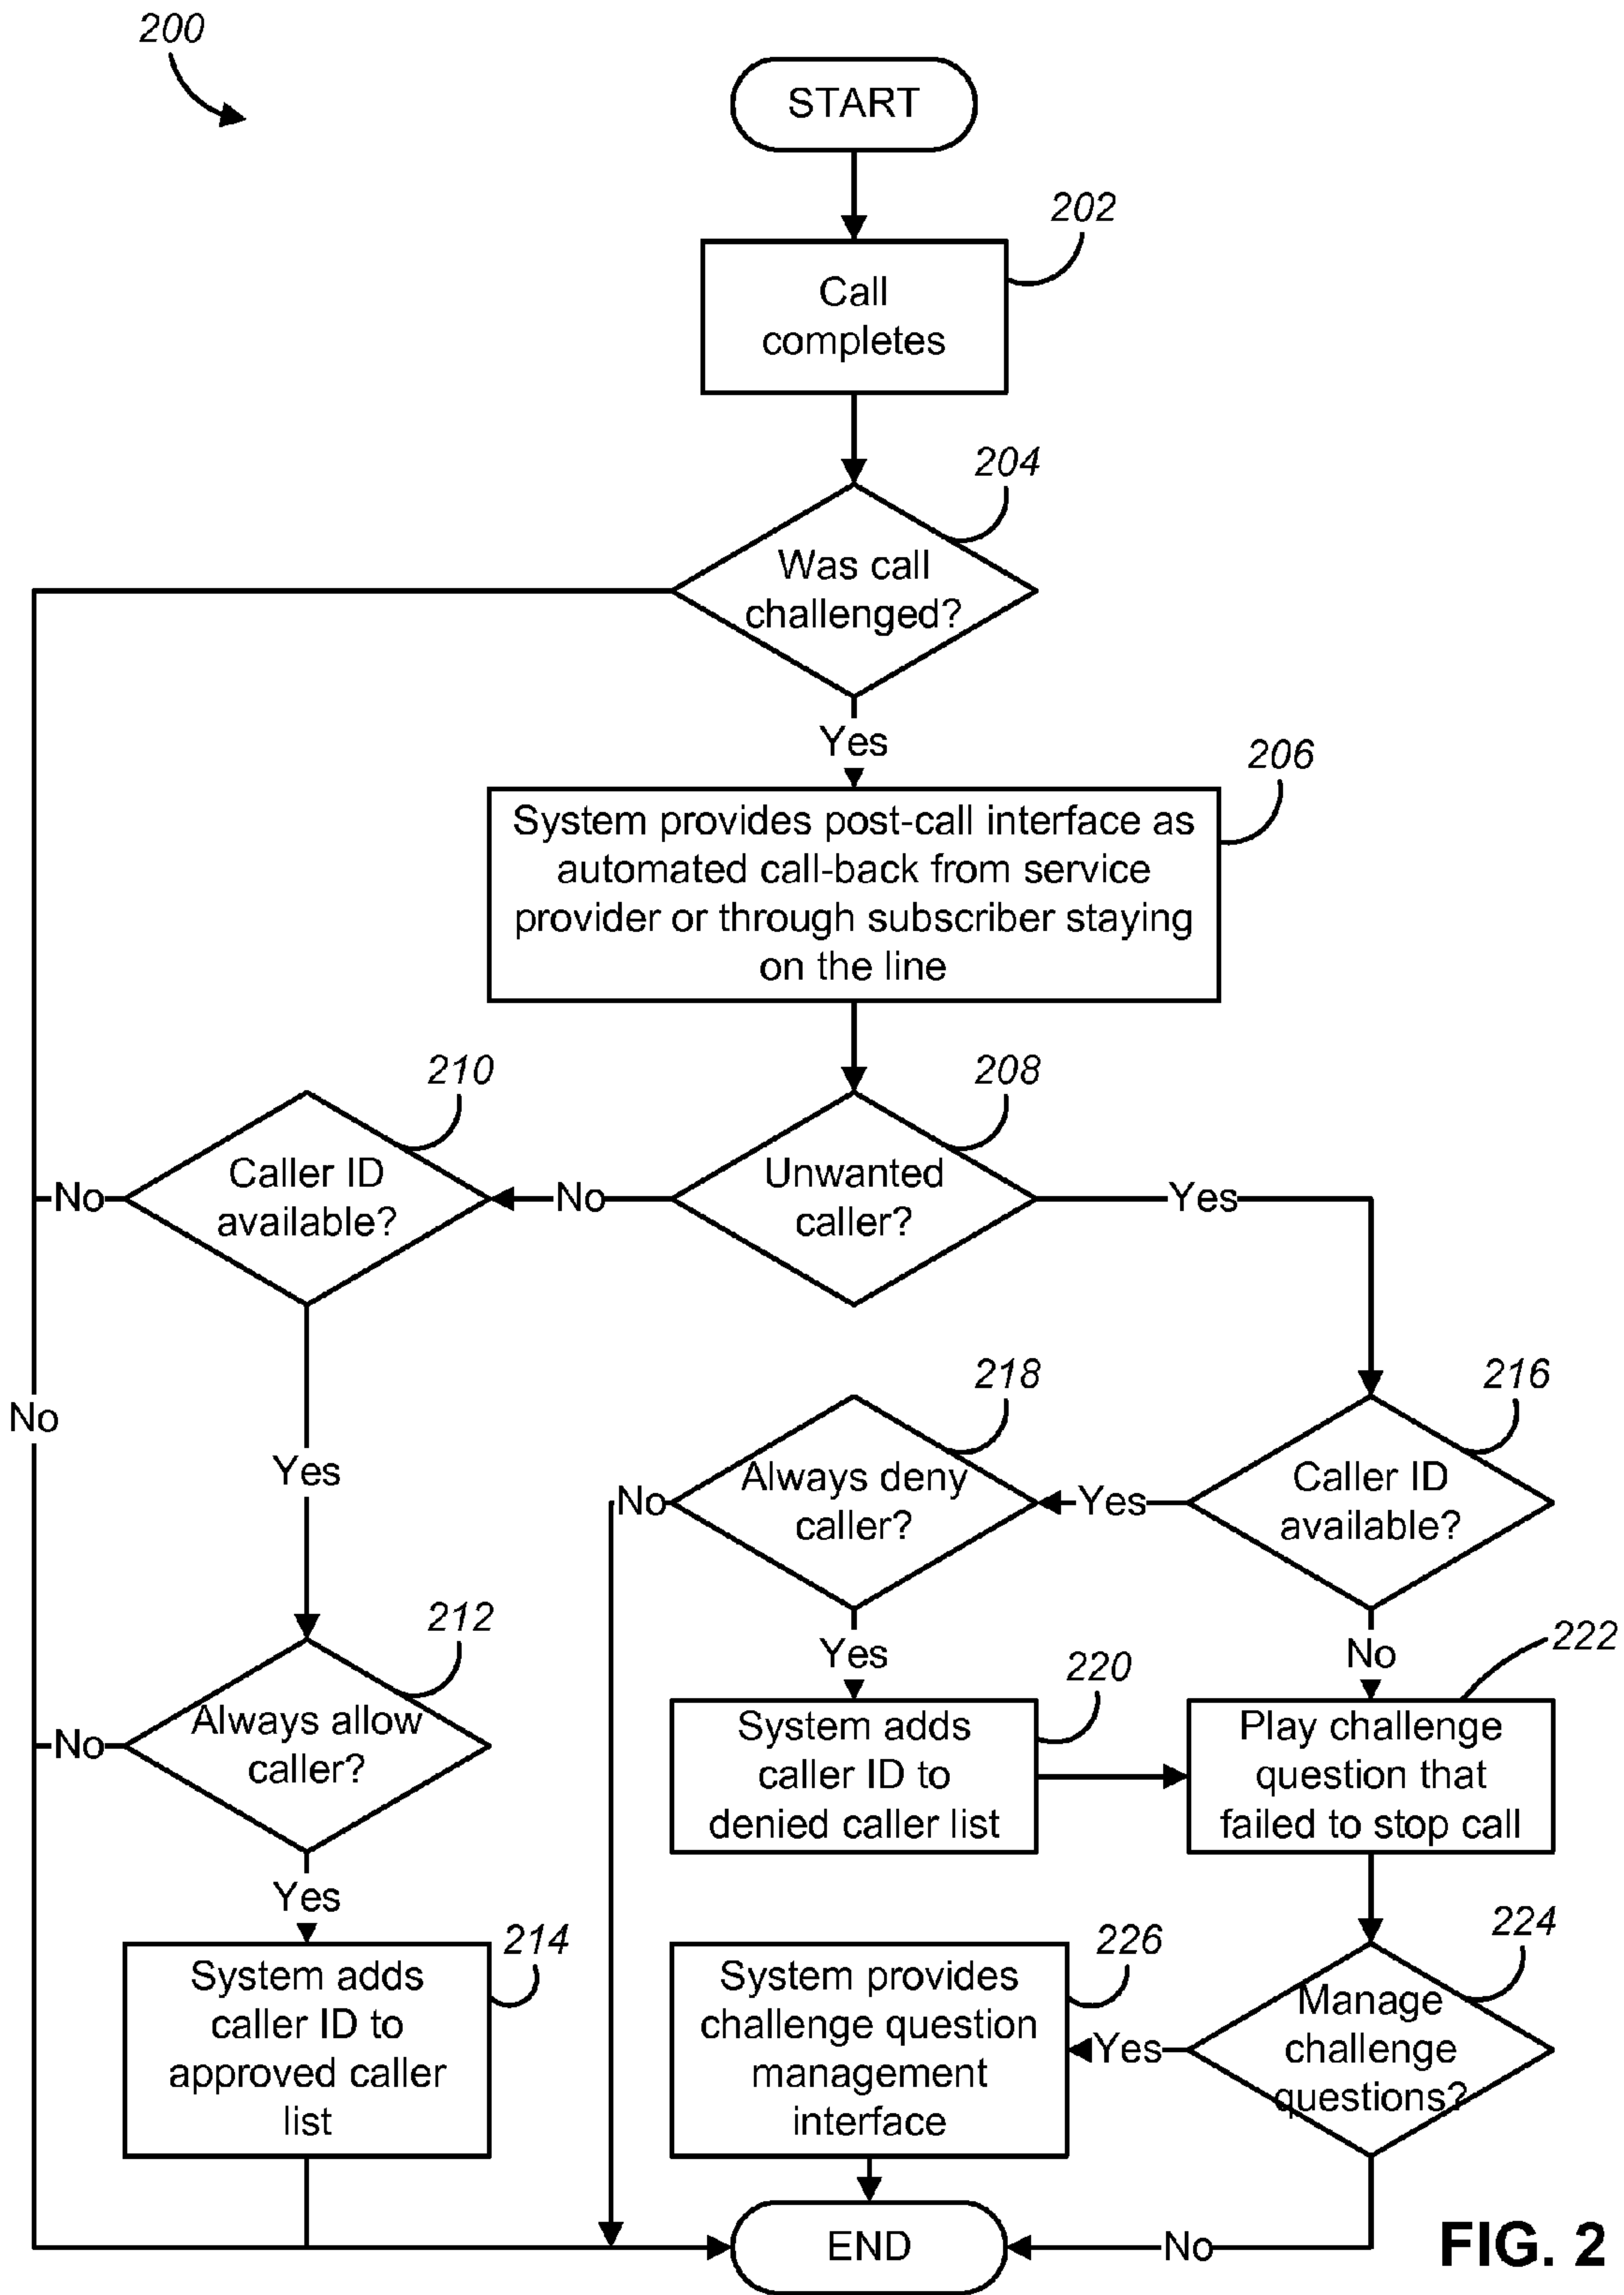 200
START
202
Call
completes
204
Was call
challenged?
Yes
206
System provides post-call interface as
automated call-back from service
provider or through subscriber staying
on the line
210
208
Caller ID
available?
Unwanted
caller?
No
No
Yes
218
216
No
Yes
Always deny
caller?
Caller ID
available?
No
Yes
212
Yes
No
222
220
Always allow
caller?
No
System adds
caller ID to
denied caller list
Play challenge
question that
failed to stop call
Yes
214
226
224
System adds
caller ID to
approved caller
list
System provides
challenge question
management
interface
Yes
Manage
challenge
questions?
END
No
FIG. 2